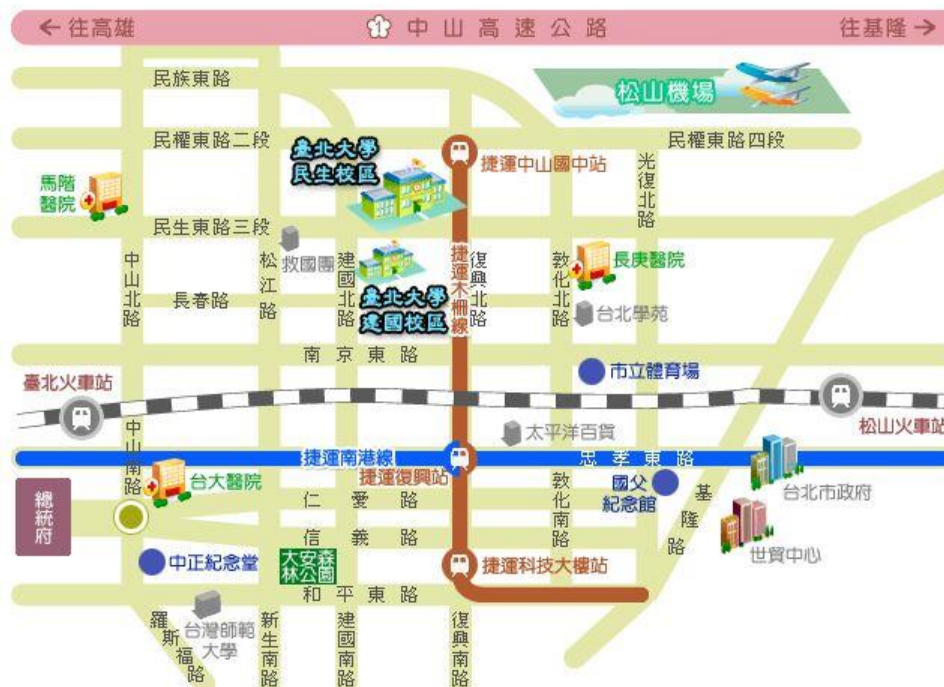 ← 往高雄
1 中山高速公路
往基隆 →
民族東路
松山機場
民權東路二段
民權東路四段
臺北大學
民生校區
捷運中山國中站
光復北路
馬階
醫院
民生東路三段
救國團
中山北路
松江路
建國北路
捷運木柵線
復興北路
敦化北路
長庚醫院
長春路
臺北大學
建國校區
台北學苑
南京東路
市立體育場
臺北火車站
松山火車站
太平洋百貨
中山南路
捷運南港線
忠孝東路
捷運復興站
台大醫院
總統府
仁愛路
敦化南路
國父
紀念館
基隆路
台北市政府
信義路
世貿中心
中正紀念堂
大安森
林公園
捷運科技大樓站
和平東路
羅斯福路
台灣師範
大學
新生南路
建國南路
復興南路